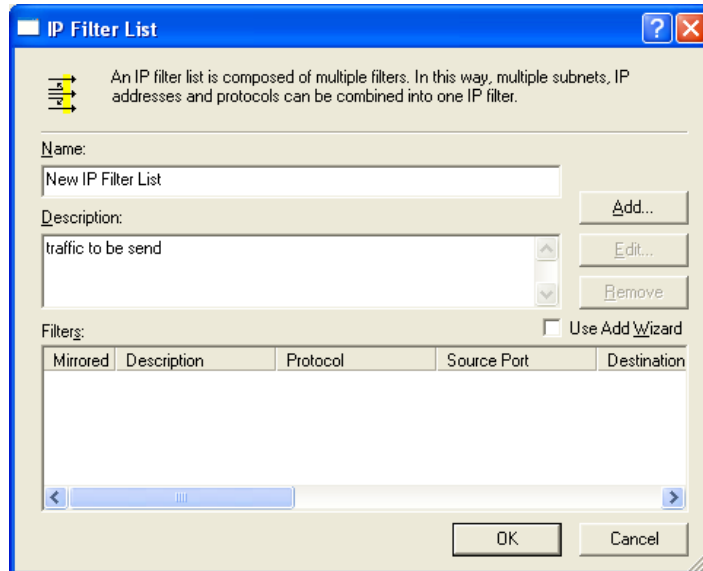 IP Filter List
An IP filter list is composed of multiple filters. In this way, multiple subnets, IP
addresses and protocols can be combined into one IP filter.
Name:
New IP Filter List
Add...
Description:
traffic to be send
Edit...
Remove
Filters:
Use Add Wizard
Mirrored Description Protocol Source Port Destination
OK Cancel